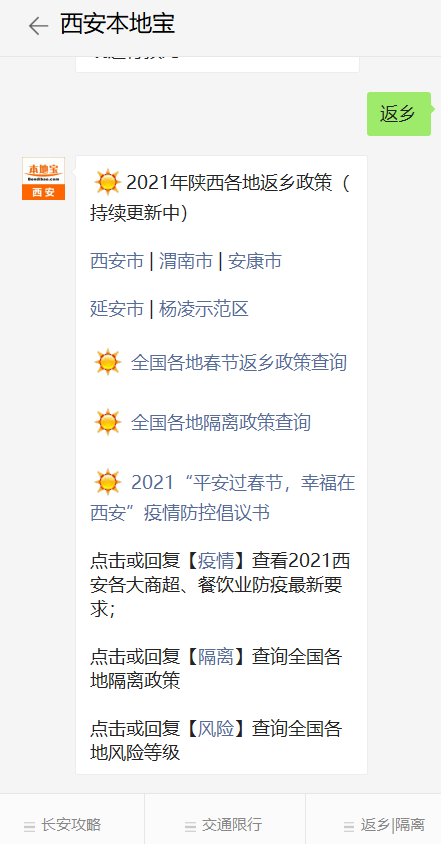 西安本地宝
返乡
本地宝
Bendibao.com
西安
2021年陕西各地返乡政策（
持续更新中）
西安市 | 渭南市 | 安康市
延安市 | 杨凌示范区
全国各地春节返乡政策查询
全国各地隔离政策查询
2021“平安过春节，幸福在
西安”疫情防控倡议书
点击或回复【疫情】查看2021西
安各大商超、餐饮业防疫最新要
求；
点击或回复【隔离】查询全国各
地隔离政策
点击或回复【风险】查询全国各
地风险等级
长安攻略
交通限行
返乡|隔离